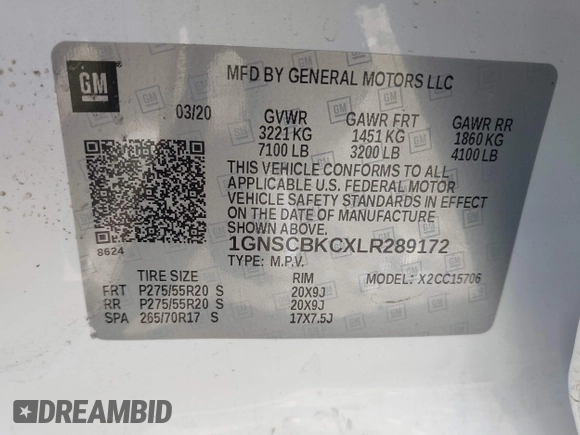 GM
MFD BY GENERAL MOTORS LLC
03/20 GVWR GAWR FRT GAWR RR
3221 KG 1451 KG 1860 KG
7100 LB 3200 LB 4100 LB
THIS VEHICLE CONFORMS TO ALL
APPLICABLE U.S. FEDERAL MOTOR
VEHICLE SAFETY STANDARDS IN EFFECT
ON THE DATE OF MANUFACTURE
SHOWN ABOVE.
8624 1GNSCBKCXLR289172
TYPE: M.P.V.
TIRE SIZE RIM MODEL: X2CC15706
FRT P275/55R20 S 20X9J
RR P275/55R20 S 20X9J
SPA 265/70R17 S 17X7.5J
DREAMBID